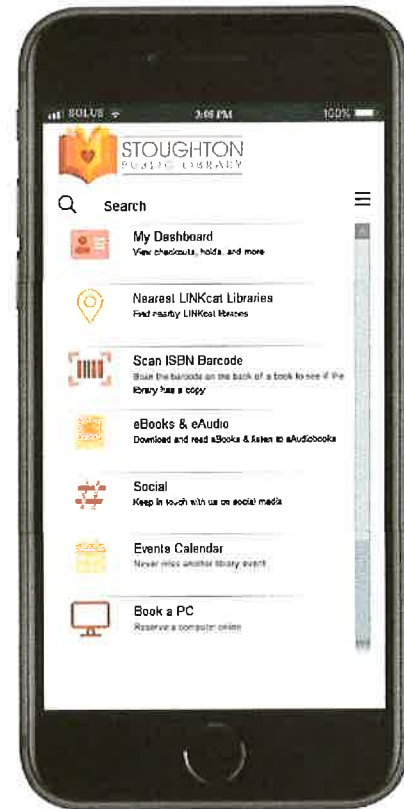 SOLUS 3:05 PM 100%
STOUGHTON
PUBLIC LIBRARY
Search
My Dashboard
View checkouts, holds, and more
Nearest LINKcat Libraries
Find nearby LINKcat libraries
Scan ISBN Barcode
Scan the barcode on the back of a book to see if the
library has a copy
eBooks & eAudio
Download and read eBooks & listen to eAudiobooks
Social
Keep in touch with us on social media
Events Calendar
Never miss another library event
Book a PC
Reserve a computer online